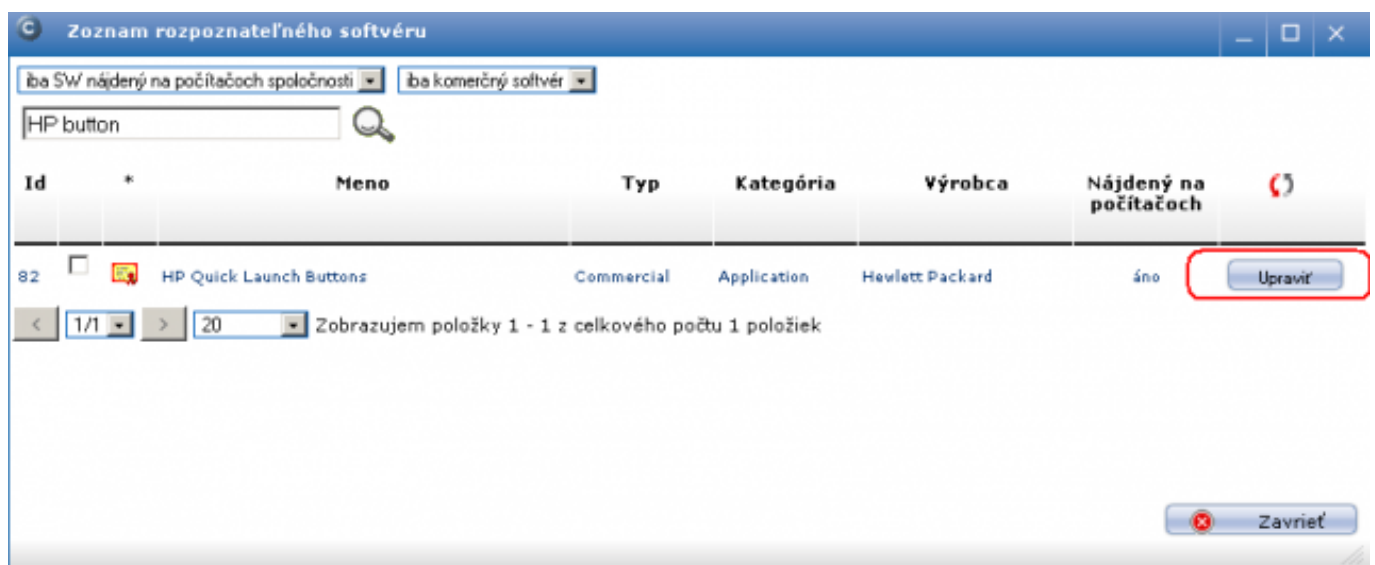 Zoznam rozpoznateľného softvéru
iba SW nájdený na počítačoch spoločnosti iba komerčný softvér
HP button
Id * Meno Typ Kategória Výrobca Nájdený na počítačoch
82 HP Quick Launch Buttons Commercial Application Hewlett Packard áno Upraviť
< 1/1 > 20 Zobrazujem položky 1 - 1 z celkového počtu 1 položiek
Zavrieť